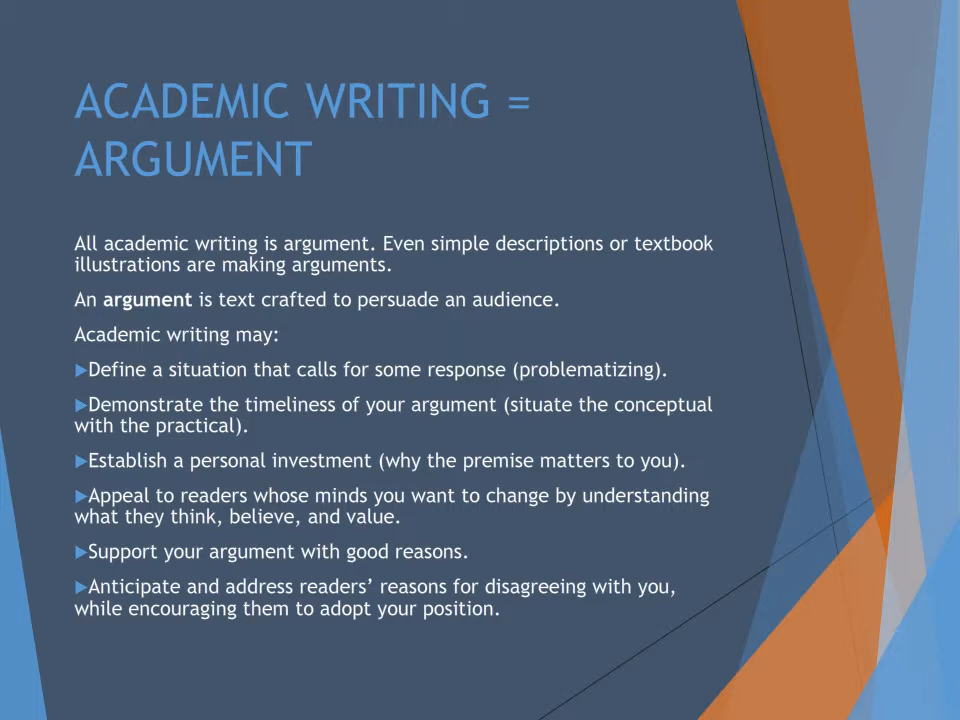 ACADEMIC WRITING =
ARGUMENT
All academic writing is argument. Even simple descriptions or textbook
illustrations are making arguments.
An argument is text crafted to persuade an audience.
Academic writing may:
▶Define a situation that calls for some response (problematizing).
▶Demonstrate the timeliness of your argument (situate the conceptual
with the practical).
▶Establish a personal investment (why the premise matters to you).
▶Appeal to readers whose minds you want to change by understanding
what they think, believe, and value.
▶Support your argument with good reasons.
▶Anticipate and address readers’ reasons for disagreeing with you,
while encouraging them to adopt your position.